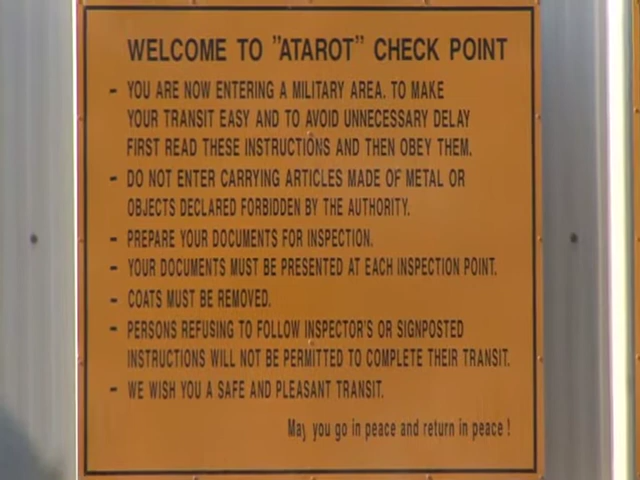 WELCOME TO "ATAROT" CHECK POINT
- YOU ARE NOW ENTERING A MILITARY AREA. TO MAKE
YOUR TRANSIT EASY AND TO AVOID UNNECESSARY DELAY
FIRST READ THESE INSTRUCTIONS AND THEN OBEY THEM.
- DO NOT ENTER CARRYING ARTICLES MADE OF METAL OR
OBJECTS DECLARED FORBIDDEN BY THE AUTHORITY.
- PREPARE YOUR DOCUMENTS FOR INSPECTION.
- YOUR DOCUMENTS MUST BE PRESENTED AT EACH INSPECTION POINT.
- COATS MUST BE REMOVED.
- PERSONS REFUSING TO FOLLOW INSPECTOR'S OR SIGNPOSTED
INSTRUCTIONS WILL NOT BE PERMITTED TO COMPLETE THEIR TRANSIT.
- WE WISH YOU A SAFE AND PLEASANT TRANSIT.
May you go in peace and return in peace !